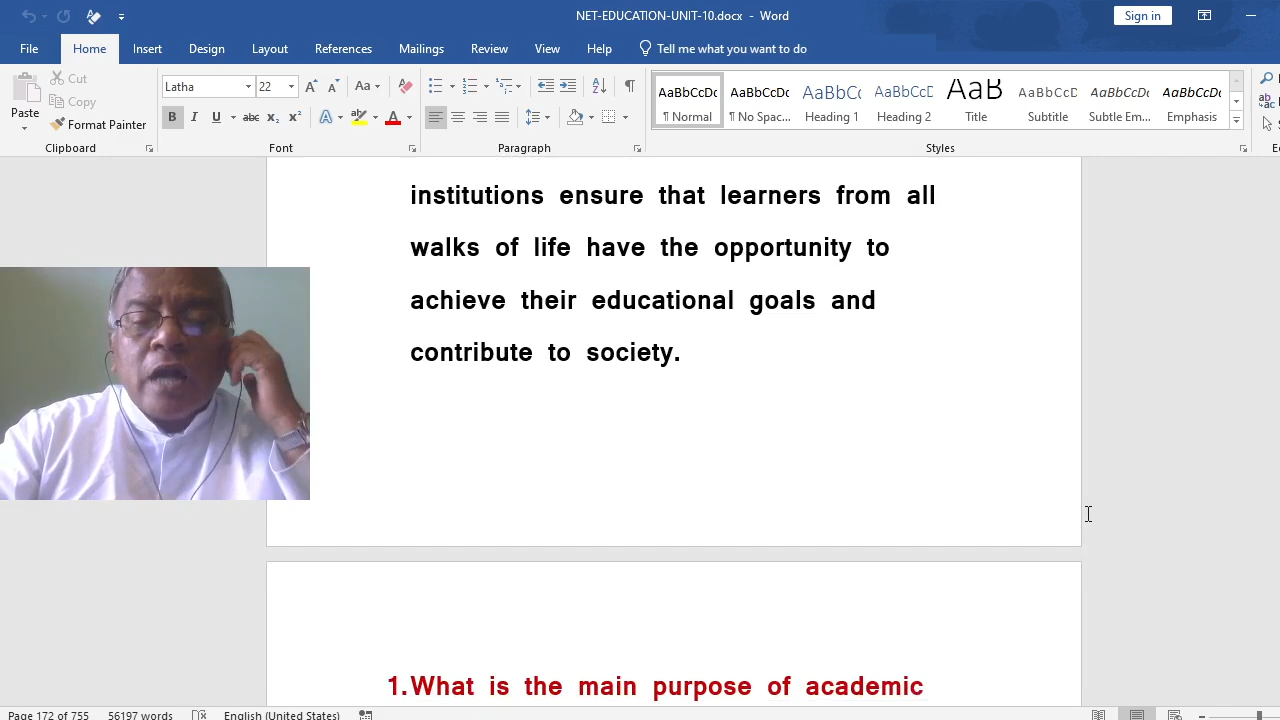 NET-EDUCATION-UNIT-10.docx - Word
Sign in
File Home Insert Design Layout References Mailings Review View Help Tell me what you want to do
Paste
Cut
Copy
Format Painter
Clipboard
Latha 22
Font
Paragraph
AaBbCcDc ¶ Normal
AaBbCcDc ¶ No Spac...
AaBbCc Heading 1
AaBbCcD Heading 2
AaB Title
AaBbCcD Subtitle
AaBbCcDc Subtle Em...
AaBbCcDc Emphasis
Styles
institutions ensure that learners from all
walks of life have the opportunity to
achieve their educational goals and
contribute to society.
1. What is the main purpose of academic
Page 172 of 755 56197 words English (United States)